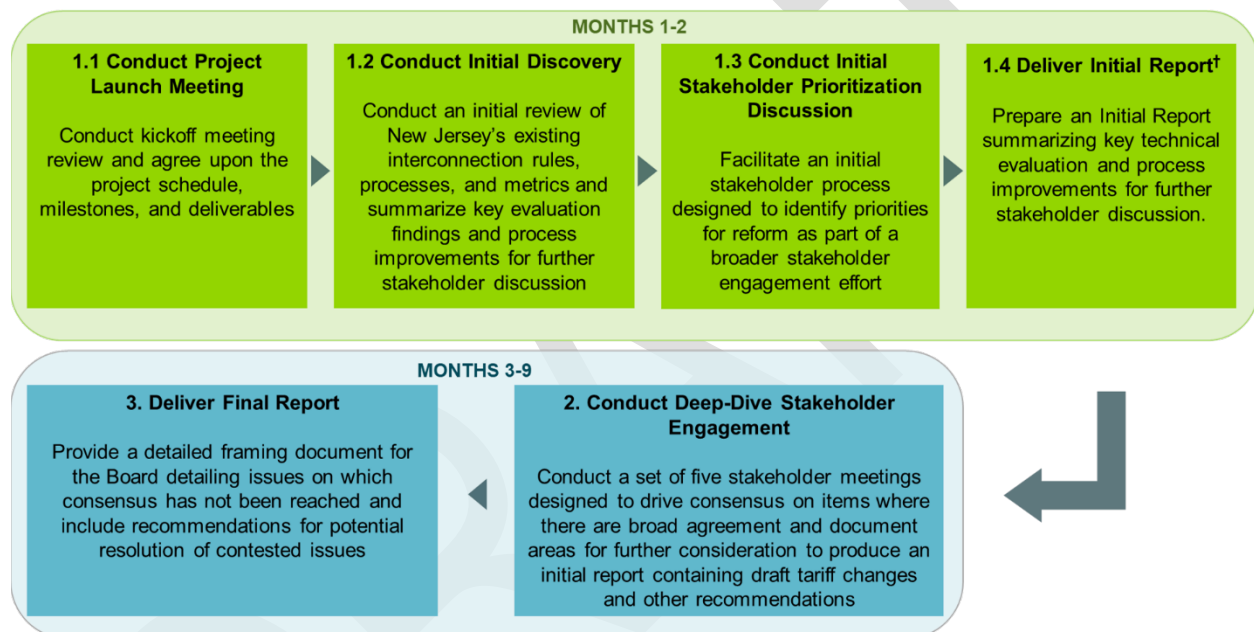 MONTHS 1-2
1.1 Conduct Project
Launch Meeting
Conduct kickoff meeting
review and agree upon the
project schedule,
milestones, and deliverables
1.2 Conduct Initial Discovery
Conduct an initial review of
New Jersey’s existing
interconnection rules,
processes, and metrics and
summarize key evaluation
findings and process
improvements for further
stakeholder discussion
1.3 Conduct Initial
Stakeholder Prioritization
Discussion
Facilitate an initial
stakeholder process
designed to identify priorities
for reform as part of a
broader stakeholder
engagement effort
1.4 Deliver Initial Report†
Prepare an Initial Report
summarizing key technical
evaluation and process
improvements for further
stakeholder discussion.
MONTHS 3-9
2. Conduct Deep-Dive Stakeholder
Engagement
Conduct a set of five stakeholder meetings
designed to drive consensus on items where
there are broad agreement and document
areas for further consideration to produce an
initial report containing draft tariff changes
and other recommendations
3. Deliver Final Report
Provide a detailed framing document for
the Board detailing issues on which
consensus has not been reached and
include recommendations for potential
resolution of contested issues